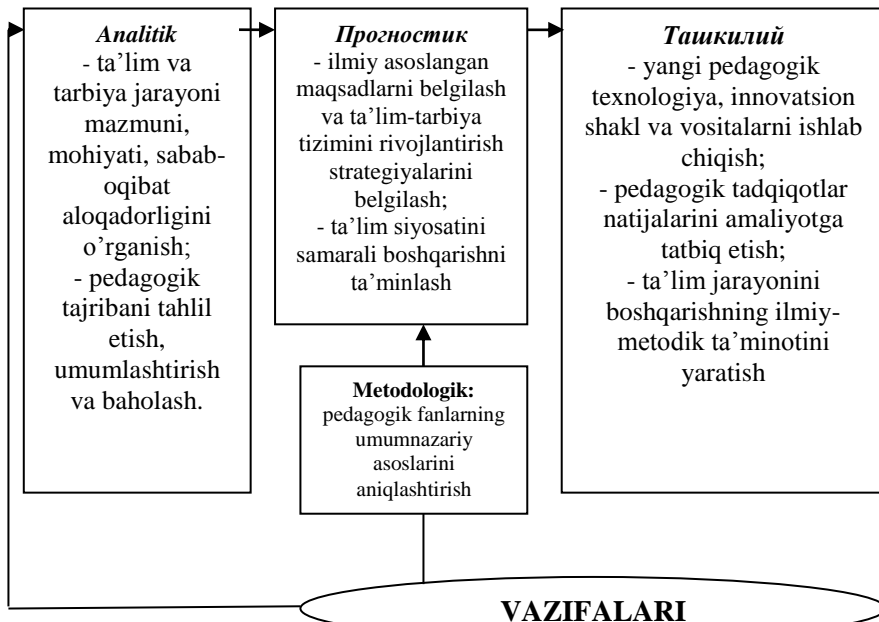 Analitik
- ta’lim va
tarbiya jarayoni
mazmuni,
mohiyati, sabab-
oqibat
aloqadorligini
o’rganish;
- pedagogik
tajribani tahlil
etish,
umumlashtirish
va baholash.
Прогностик
- ilmiy asoslangan
maqsadlarni belgilash
va ta’lim-tarbiya
tizimini rivojlantirish
strategiyalarini
belgilash;
- ta’lim siyosatini
samarali boshqarishni
ta’minlash
Ташкилий
- yangi pedagogik
texnologiya, innovatsion
shakl va vositalarni ishlab
chiqish;
- pedagogik tadqiqotlar
natijalarini amaliyotga
tatbiq etish;
- ta’lim jarayonini
boshqarishning ilmiy-
metodik ta’minotini
yaratish
Metodologik:
pedagogik fanlarning
umumnazariy
asoslarini
aniqlashtirish
VAZIFALARI